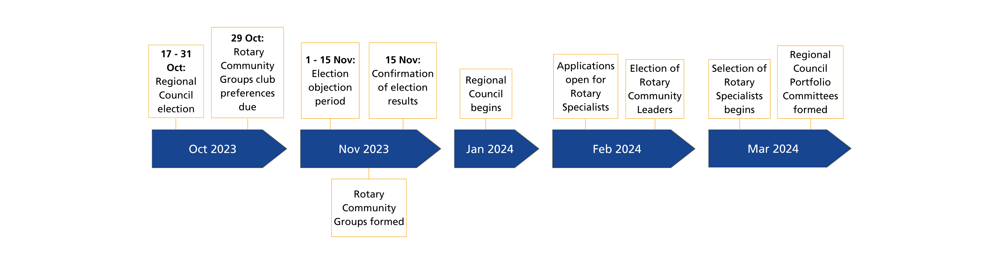 17 - 31
Oct:
Regional
Council
election
29 Oct:
Rotary
Community
Groups club
preferences
due
1 - 15 Nov:
Election
objection
period
15 Nov:
Confirmation
of election
results
Regional
Council
begins
Applications
open for
Rotary
Specialists
Election of
Rotary
Community
Leaders
Selection of
Rotary
Specialists
begins
Regional
Council
Portfolio
Committees
formed
Oct 2023
Nov 2023
Jan 2024
Feb 2024
Mar 2024
Rotary
Community
Groups formed